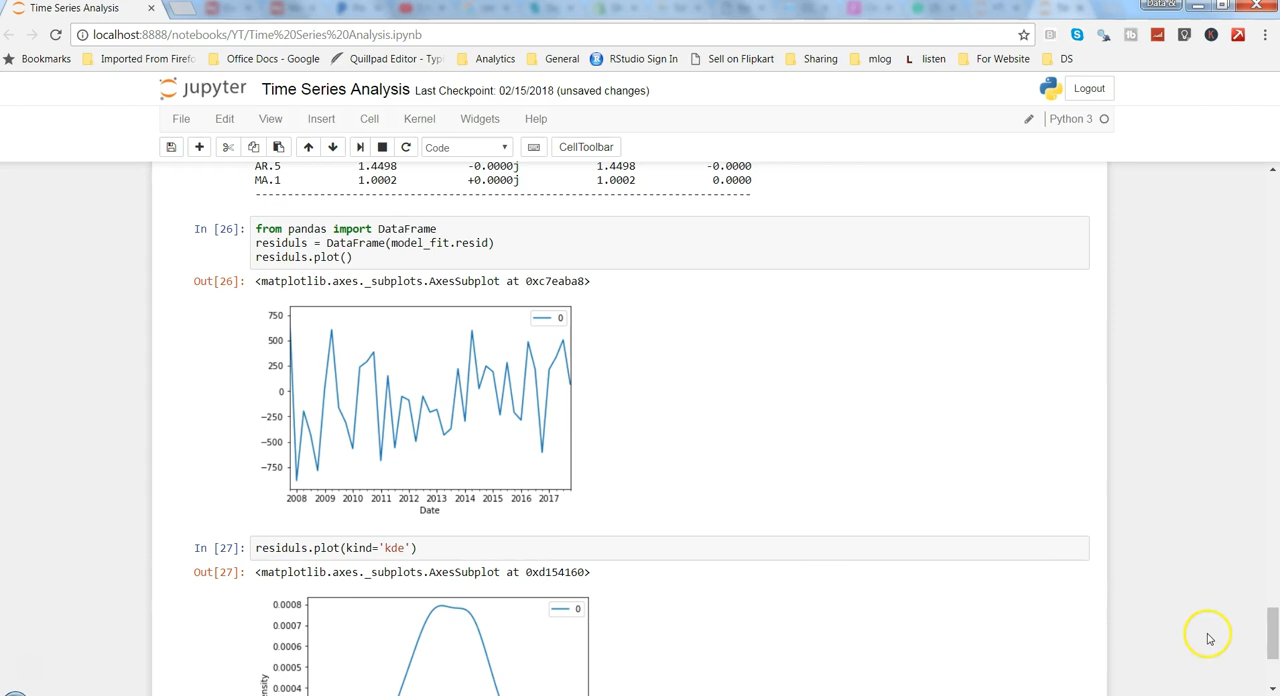 Time Series Analysis
Data &
localhost:8888/notebooks/YT/Time%20Series%20Analysis.ipynb
Bookmarks Imported From Firefo Office Docs - Google Quillpad Editor - Typi Analytics General RStudio Sign In Sell on Flipkart Sharing mlog listen For Website DS
jupyter Time Series Analysis Last Checkpoint: 02/15/2018 (unsaved changes) Logout
File Edit View Insert Cell Kernel Widgets Help Python 3
Code CellToolbar
AR.5 1.4498 -0.0000j 1.4498 -0.0000
MA.1 1.0002 +0.0000j 1.0002 0.0000
--------------------------------------------------------------------------
In [26]: from pandas import DataFrame
residuls = DataFrame(model_fit.resid)
residuls.plot()
Out[26]: <matplotlib.axes._subplots.AxesSubplot at 0xc7eaba8>
0
750
500
250
0
−250
−500
−750
2008 2009 2010 2011 2012 2013 2014 2015 2016 2017
Date
In [27]: residuls.plot(kind='kde')
Out[27]: <matplotlib.axes._subplots.AxesSubplot at 0xd154160>
0
0.0008
0.0007
0.0006
0.0005
0.0004
ensity